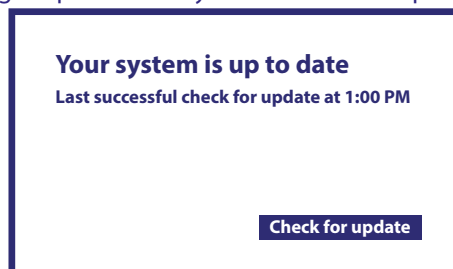 Your system is up to date
Last successful check for update at 1:00 PM
Check for update